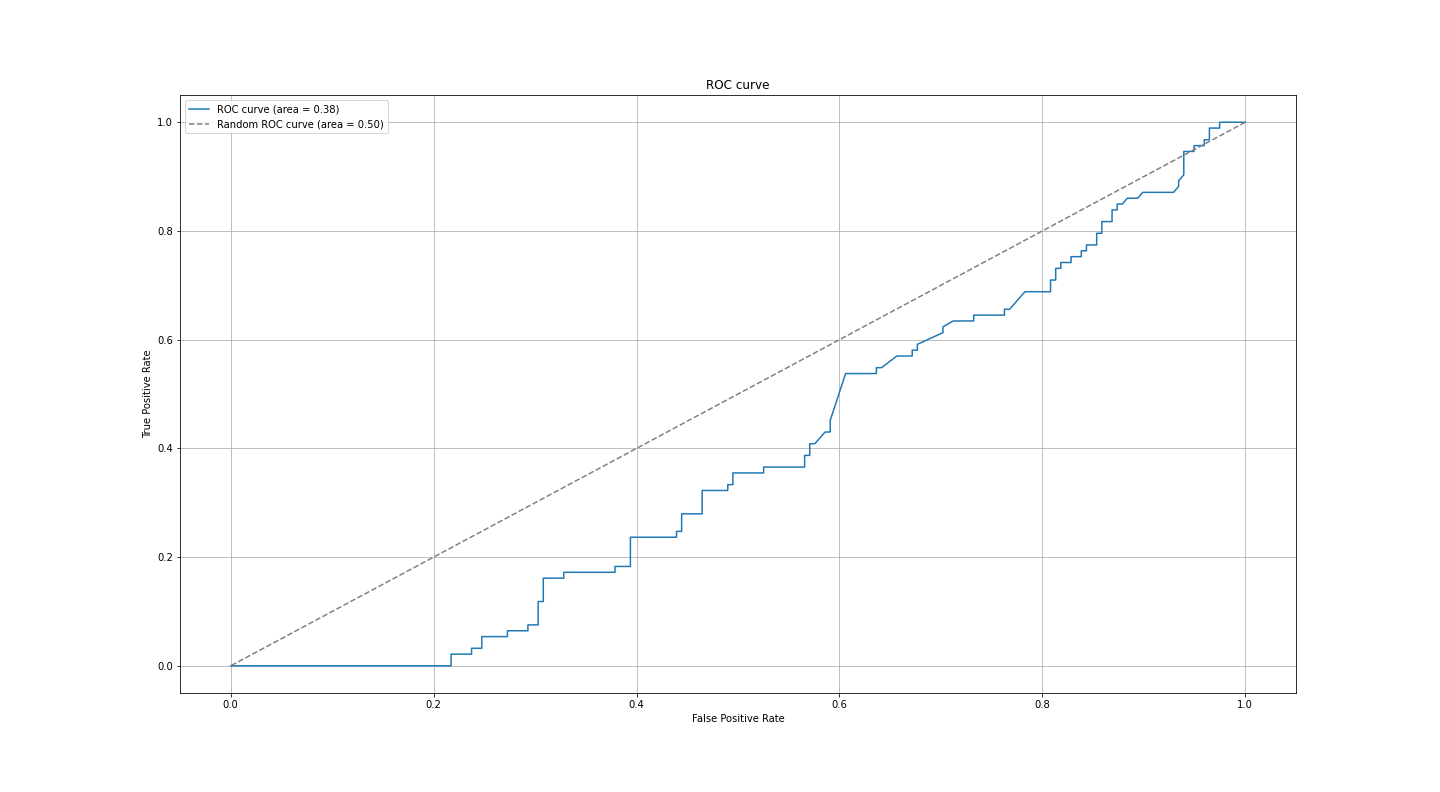 ROC curve
ROC curve (area = 0.38)
Random ROC curve (area = 0.50)
True Positive Rate
1.0
0.8
0.6
0.4
0.2
0.0
0.0 0.2 0.4 0.6 0.8 1.0
False Positive Rate